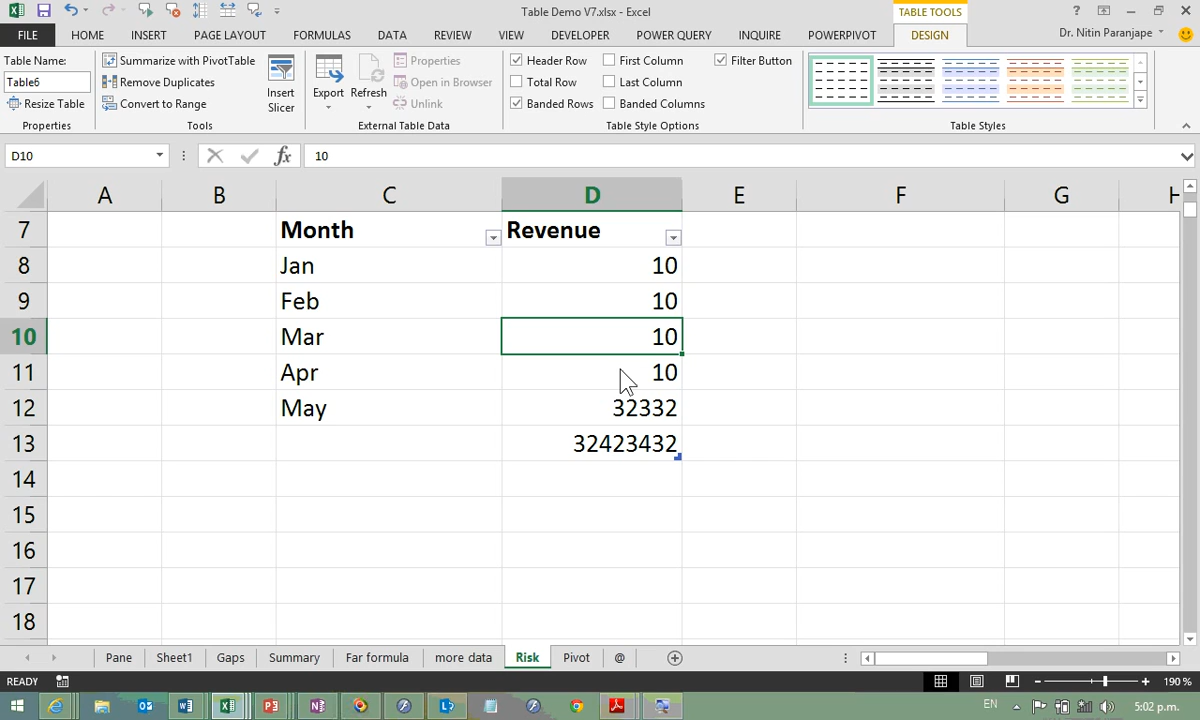 Table Demo V7.xlsx - Excel
TABLE TOOLS
?
FILE
HOME
INSERT
PAGE LAYOUT
FORMULAS
DATA
REVIEW
VIEW
DEVELOPER
POWER QUERY
INQUIRE
POWERPIVOT
DESIGN
Dr. Nitin Paranjape
Table Name:
Table6
Resize Table
Properties
Summarize with PivotTable
Remove Duplicates
Convert to Range
Tools
Insert
Slicer
Export
Refresh
Properties
Open in Browser
Unlink
External Table Data
Header Row
Total Row
Banded Rows
First Column
Last Column
Banded Columns
Filter Button
Table Style Options
Table Styles
D10
fx
10
A B C D E F G H
7 Month Revenue
8 Jan 10
9 Feb 10
10 Mar 10
11 Apr 10
12 May 32332
13 32423432
14
15
16
17
18
Pane
Sheet1
Gaps
Summary
Far formula
more data
Risk
Pivot
@
READY
190 %
EN
5:02 p.m.